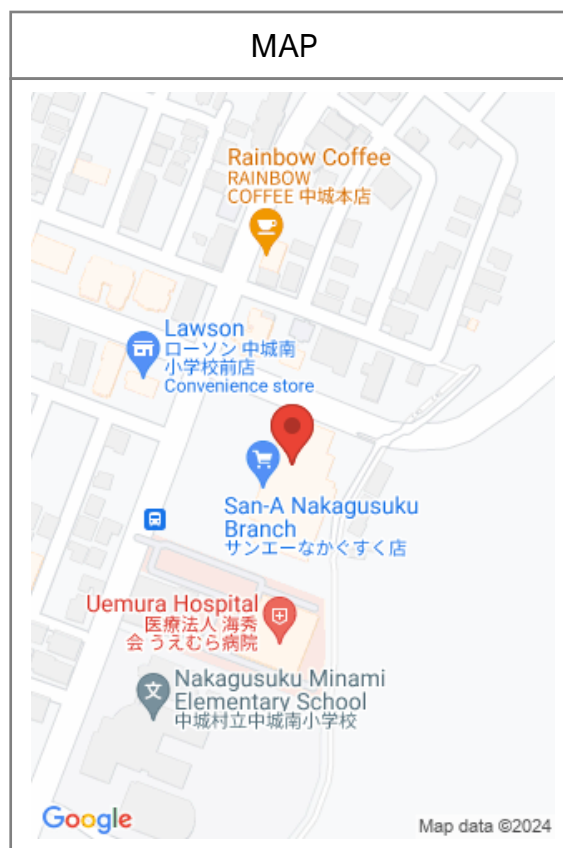 MAP
Rainbow Coffee
RAINBOW
COFFEE 中城本店
Lawson
ローソン 中城南
小学校前店
Convenience store
San-A Nakagusuku
Branch
サンエーなかぐすく店
Uemura Hospital
医療法人 海秀
会 うえむら病院
Nakagusuku Minami
Elementary School
中城村立中城南小学校
文
Google
Map data ©2024